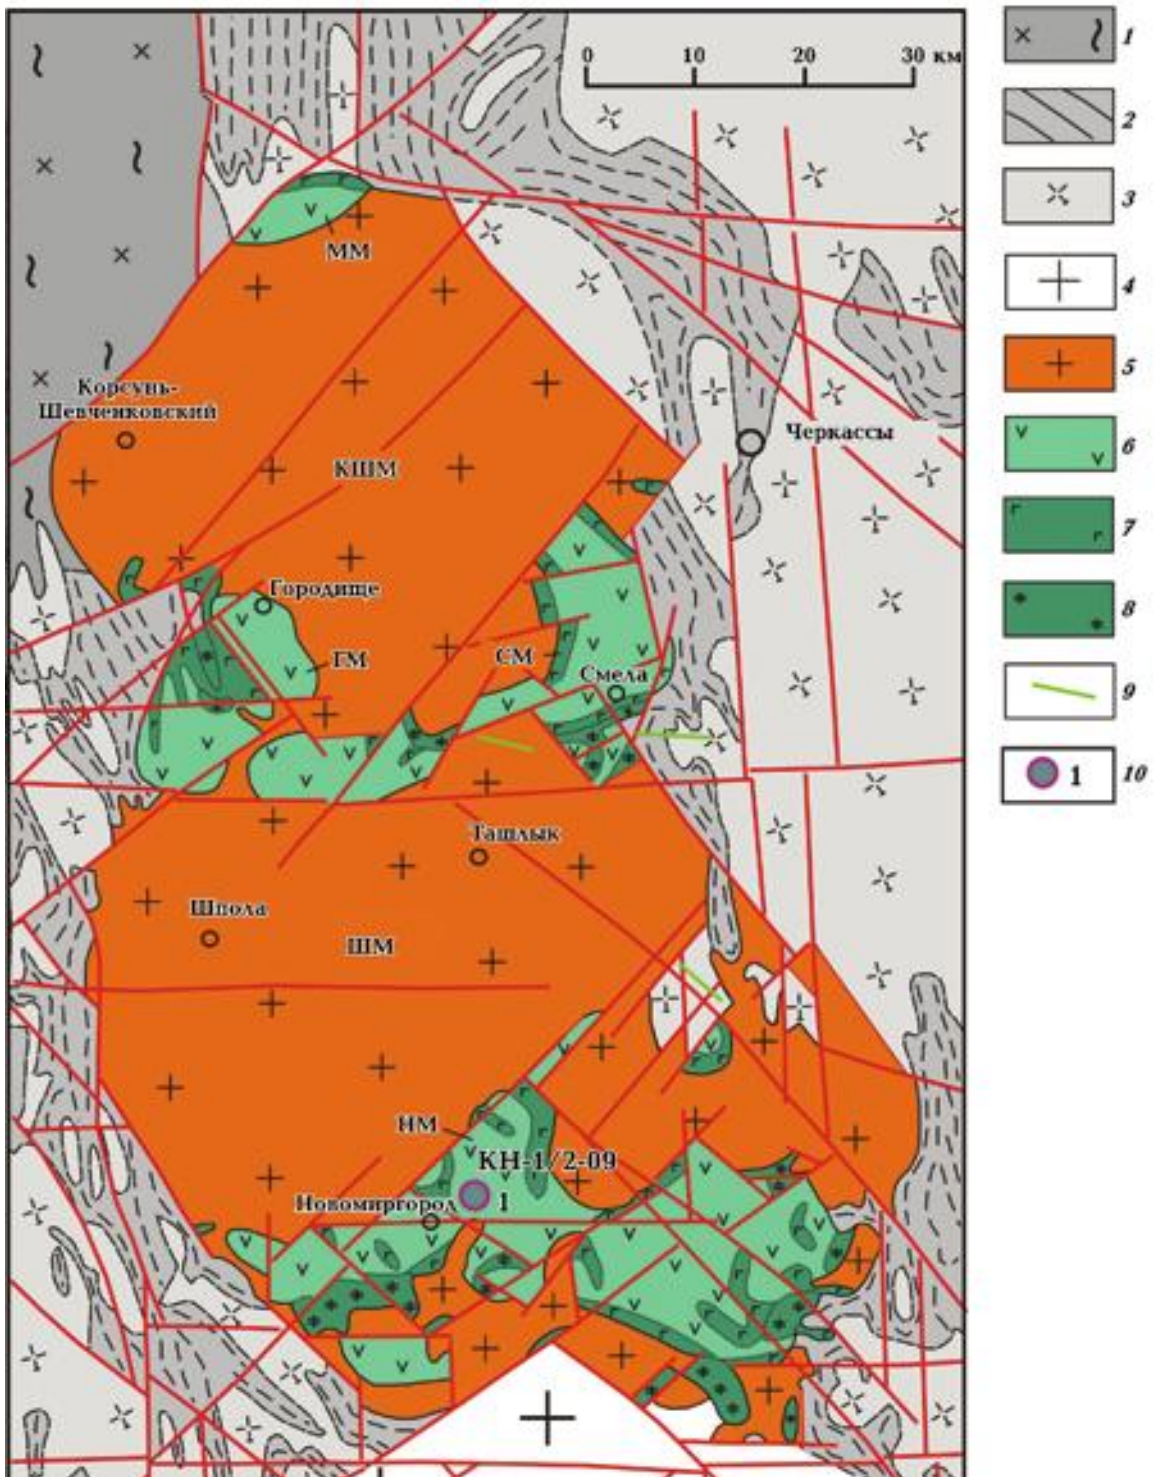 0 10 20 30 км
ММ
Корсунь-
Шевченковский
Черкассы
КШМ
Городище
ГМ
СМ
Смела
Ташлык
Шпола
ШМ
НМ
КН-1/2-09
1
Новомиргород
1
2
3
4
5
6
7
8
9
1 10